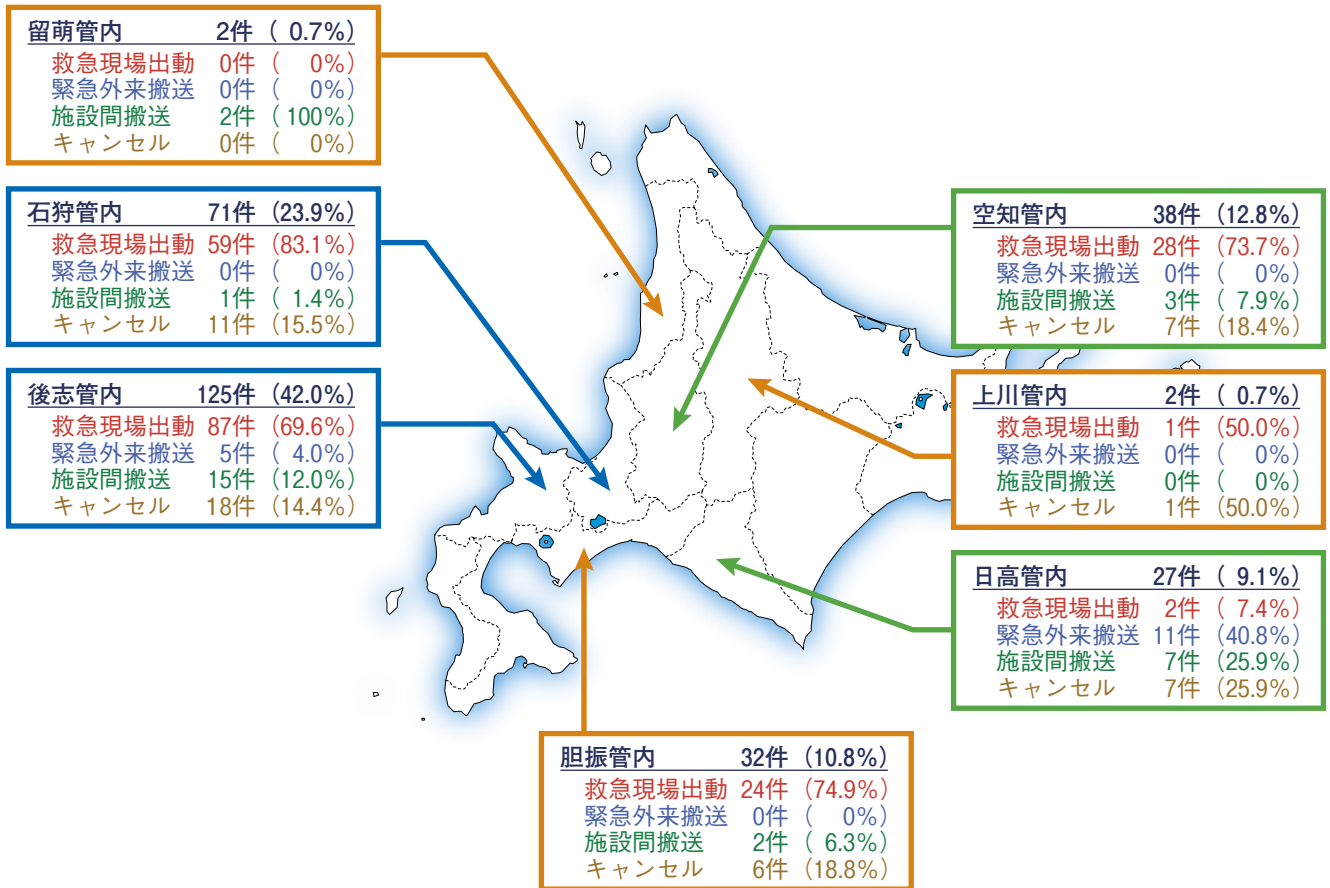 留萌管内 2件 ( 0.7%)
救急現場出動 0件 ( 0%)
緊急外来搬送 0件 ( 0%)
施設間搬送 2件 ( 100%)
キャンセル 0件 ( 0%)
石狩管内 71件 (23.9%)
救急現場出動 59件 (83.1%)
緊急外来搬送 0件 ( 0%)
施設間搬送 1件 ( 1.4%)
キャンセル 11件 (15.5%)
後志管内 125件 (42.0%)
救急現場出動 87件 (69.6%)
緊急外来搬送 5件 ( 4.0%)
施設間搬送 15件 (12.0%)
キャンセル 18件 (14.4%)
空知管内 38件 (12.8%)
救急現場出動 28件 (73.7%)
緊急外来搬送 0件 ( 0%)
施設間搬送 3件 ( 7.9%)
キャンセル 7件 (18.4%)
上川管内 2件 ( 0.7%)
救急現場出動 1件 (50.0%)
緊急外来搬送 0件 ( 0%)
施設間搬送 0件 ( 0%)
キャンセル 1件 (50.0%)
日高管内 27件 ( 9.1%)
救急現場出動 2件 ( 7.4%)
緊急外来搬送 11件 (40.8%)
施設間搬送 7件 (25.9%)
キャンセル 7件 (25.9%)
胆振管内 32件 (10.8%)
救急現場出動 24件 (74.9%)
緊急外来搬送 0件 ( 0%)
施設間搬送 2件 ( 6.3%)
キャンセル 6件 (18.8%)